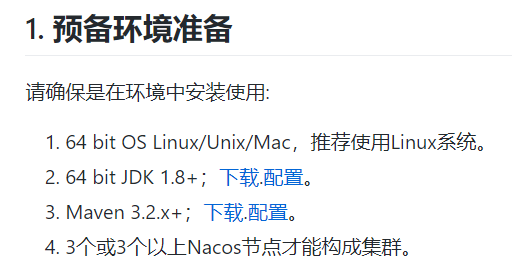 1. 预备环境准备
请确保是在环境中安装使用:
1. 64 bit OS Linux/Unix/Mac，推荐使用Linux系统。
2. 64 bit JDK 1.8+；下载.配置。
3. Maven 3.2.x+；下载.配置。
4. 3个或3个以上Nacos节点才能构成集群。